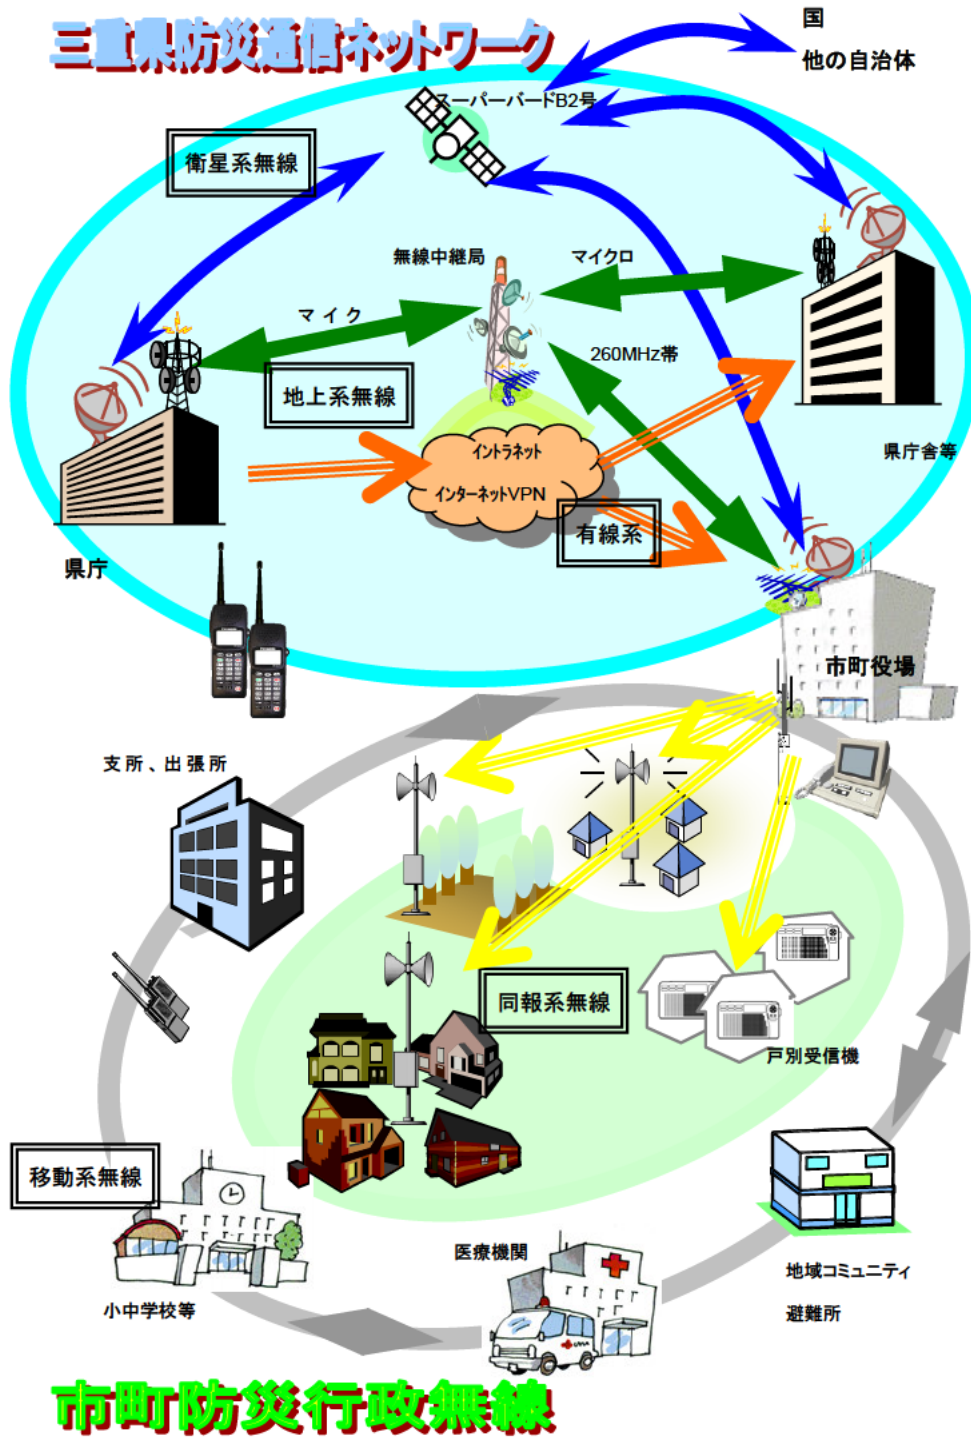 三重県防災通信ネットワーク
国
他の自治体
スーパーバードB2号
衛星系無線
無線中継局
マイクロ
マイク
260MHz帯
地上系無線
イントラネット
インターネットVPN
県庁舎等
有線系
県庁
市町役場
支所、出張所
同報系無線
戸別受信機
移動系無線
医療機関
地域コミュニティ
避難所
小中学校等
市町防災行政無線